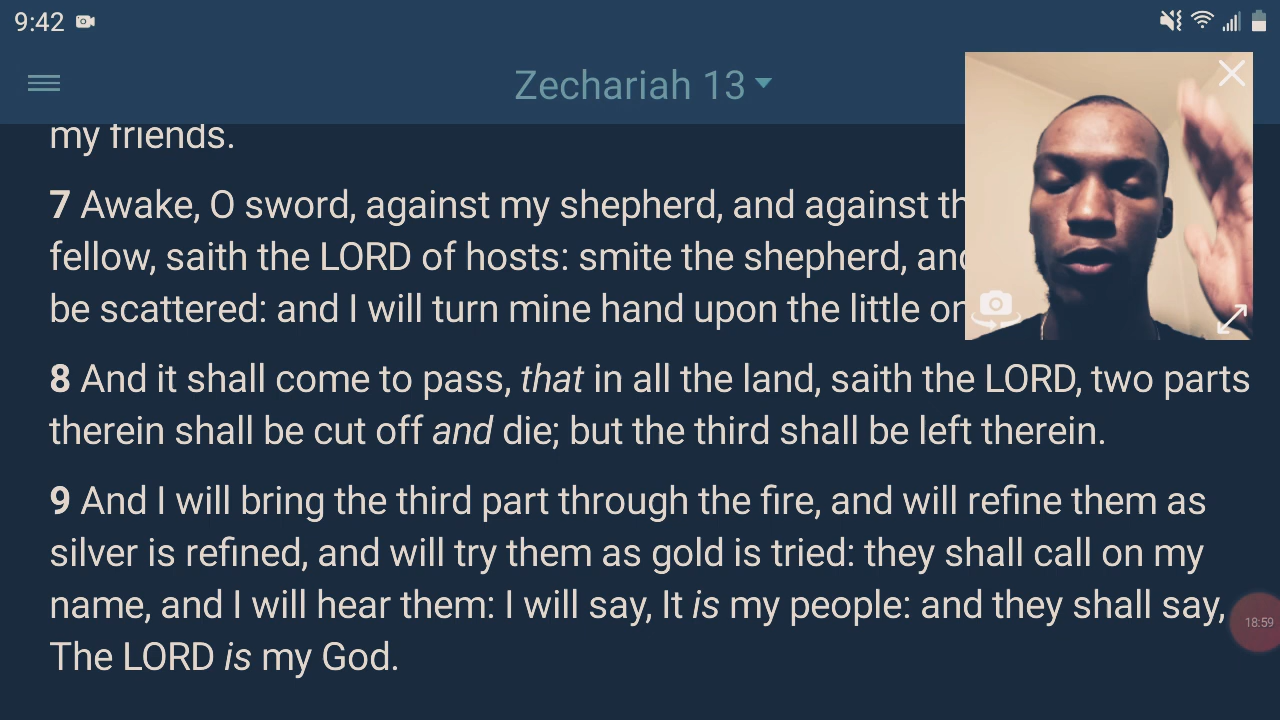 9:42
Zechariah 13
my friends.
7 Awake, O sword, against my shepherd, and against
fellow, saith the LORD of hosts: smite the shepherd,
be scattered: and I will turn mine hand upon the little
8 And it shall come to pass, that in all the land, saith the LORD, two parts
therein shall be cut off and die; but the third shall be left therein.
9 And I will bring the third part through the fire, and will refine them as
silver is refined, and will try them as gold is tried: they shall call on my
name, and I will hear them: I will say, It is my people: and they shall say,
The LORD is my God.
18:59